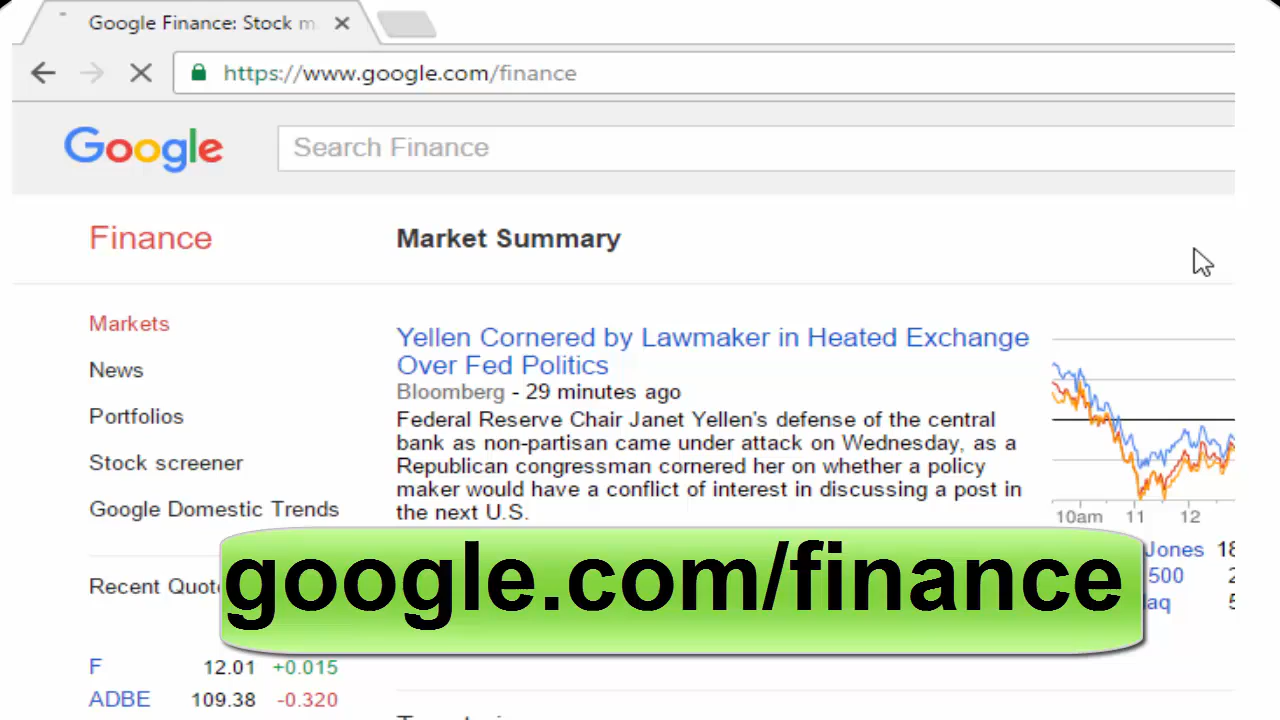 Google Finance: Stock m
https://www.google.com/finance
Google
Search Finance
Finance
Market Summary
Markets
News
Portfolios
Stock screener
Google Domestic Trends
Recent Quot
F 12.01 +0.015
ADBE 109.38 -0.320
Yellen Cornered by Lawmaker in Heated Exchange
Over Fed Politics
Bloomberg - 29 minutes ago
Federal Reserve Chair Janet Yellen's defense of the central
bank as non-partisan came under attack on Wednesday, as a
Republican congressman cornered her on whether a policy
maker would have a conflict of interest in discussing a post in
the next U.S.
10am 11 12
Jones 18
500 2
aq 5
google.com/finance